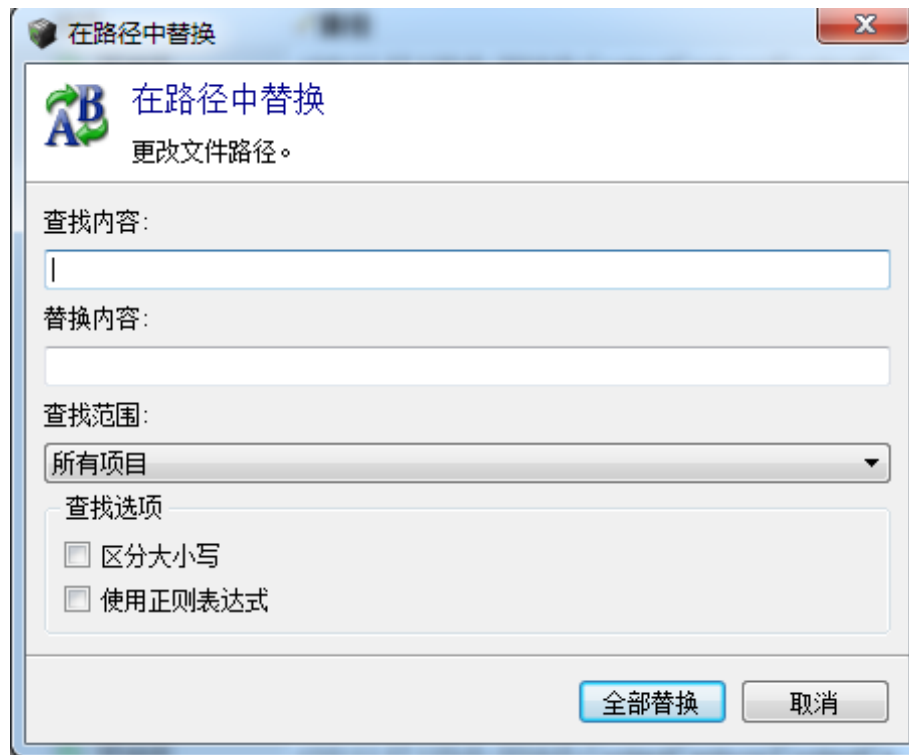 在路径中替换
在路径中替换
更改文件路径。
查找内容:
替换内容:
查找范围:
所有项目
查找选项
区分大小写
使用正则表达式
全部替换
取消